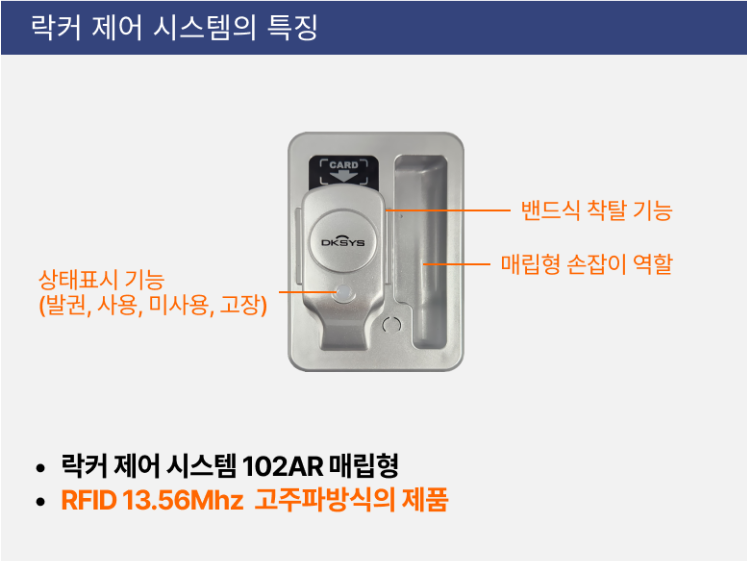 락커 제어 시스템의 특징
CARD
DKSYS
밴드식 착탈 기능
매립형 손잡이 역할
상태표시 기능
(발권, 사용, 미사용, 고장)
• 락커 제어 시스템 102AR 매립형
• RFID 13.56Mhz 고주파방식의 제품